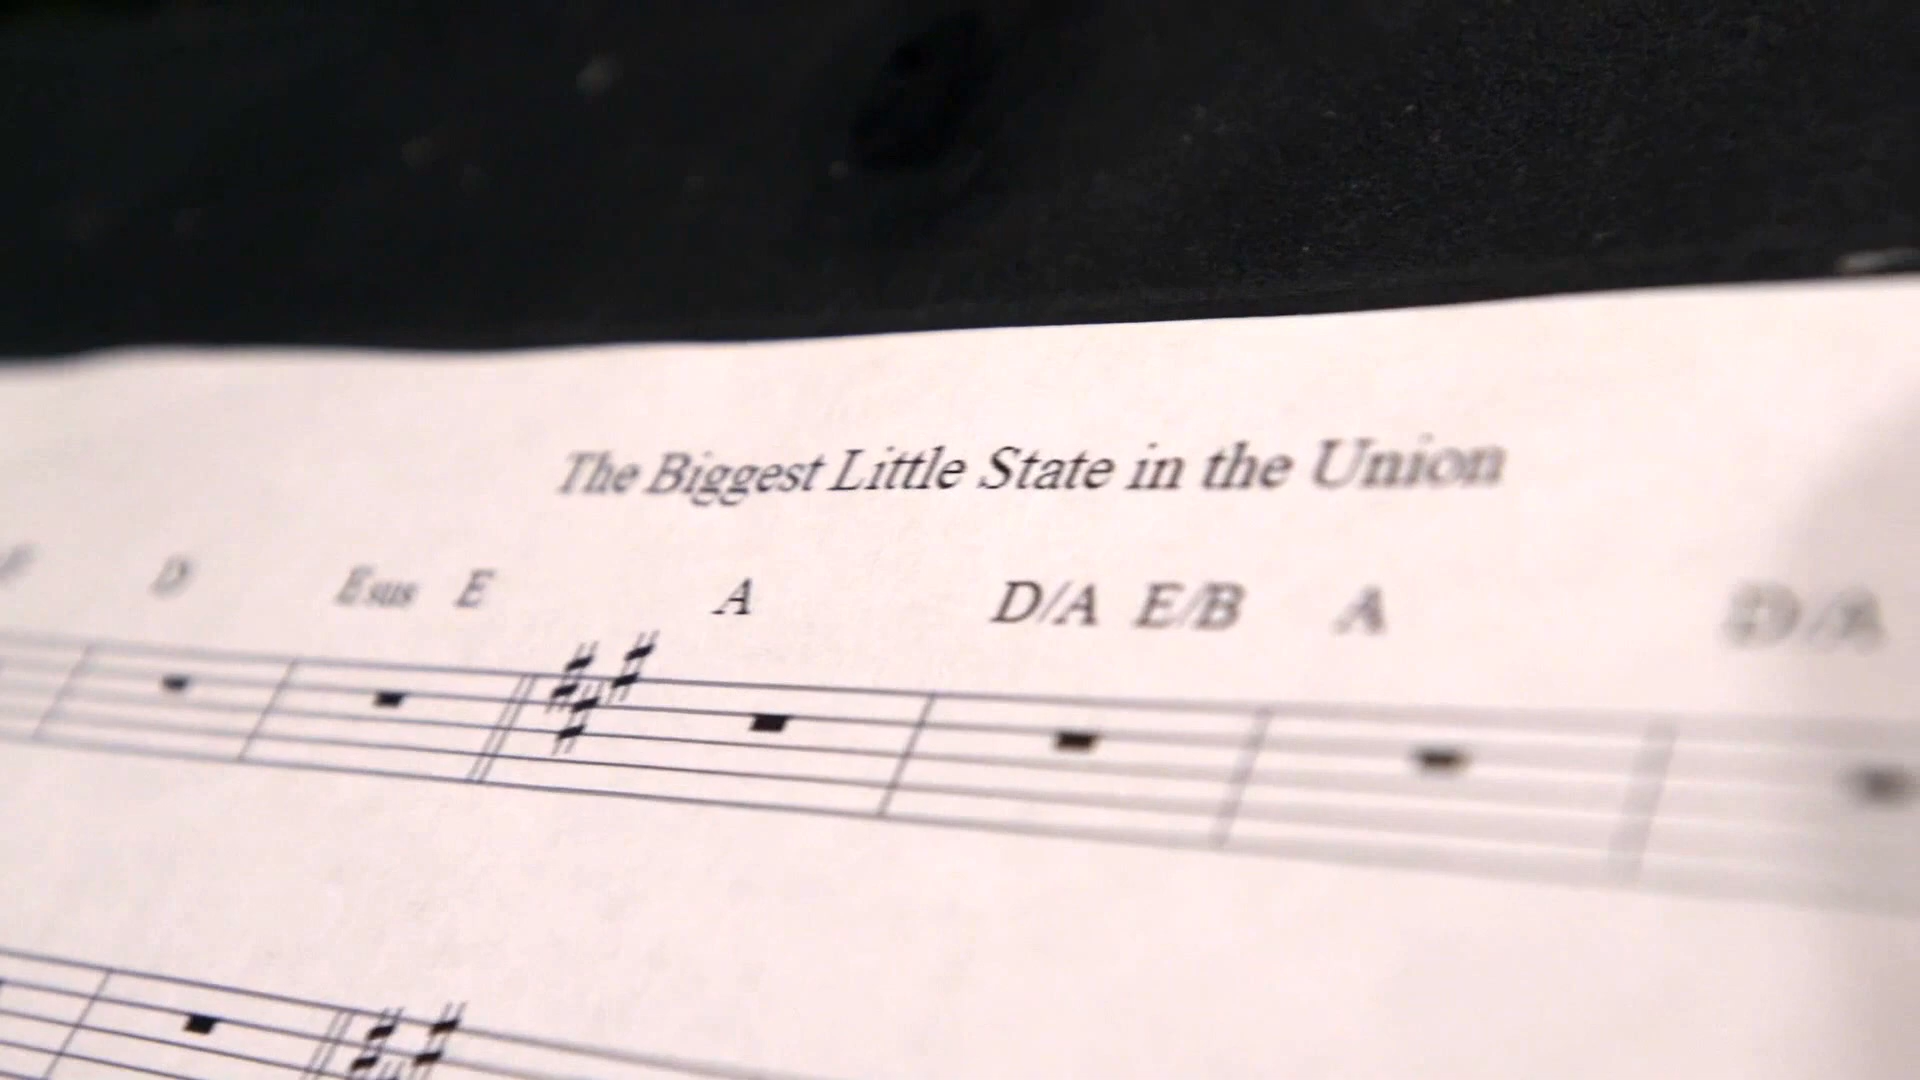 The Biggest Little State in the Union
D Esus E A D/A E/B A D/A